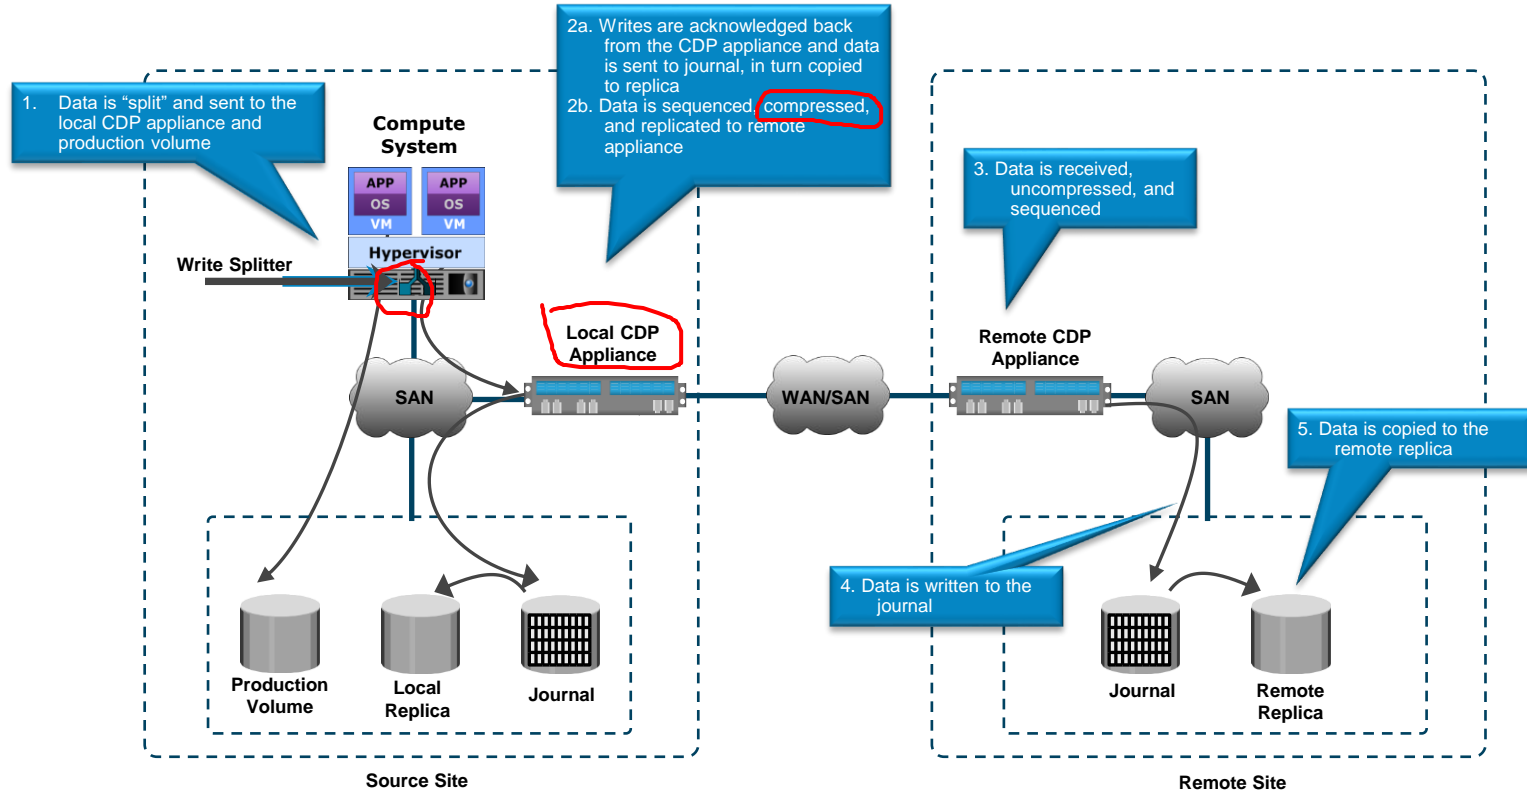 1. Data is “split” and sent to the
local CDP appliance and
production volume
2a. Writes are acknowledged back
from the CDP appliance and data
is sent to journal, in turn copied
to replica
2b. Data is sequenced, compressed,
and replicated to remote
appliance
Compute
System
APP
OS
VM
APP
OS
VM
Hypervisor
Write Splitter
3. Data is received,
uncompressed, and
sequenced
Local CDP
Appliance
Remote CDP
Appliance
SAN
WAN/SAN
SAN
5. Data is copied to the
remote replica
4. Data is written to the
journal
Production
Volume
Local
Replica
Journal
Journal
Remote
Replica
Source Site
Remote Site